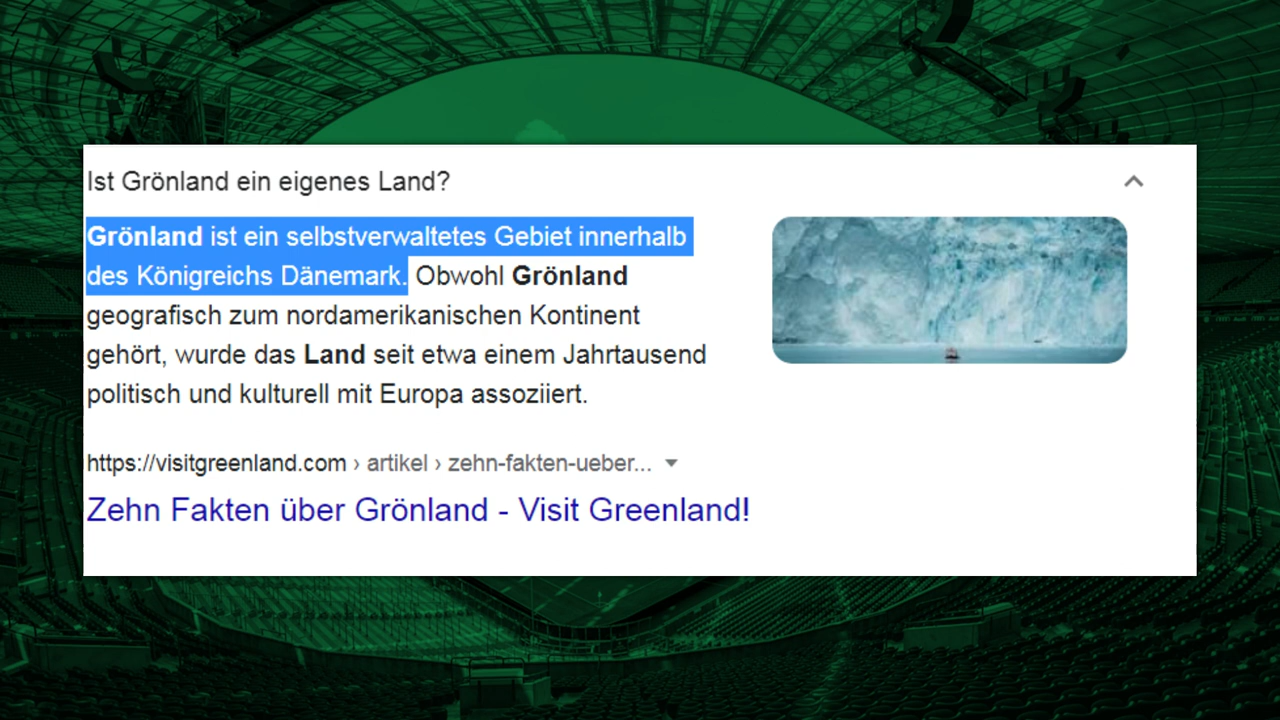 Ist Grönland ein eigenes Land?
Grönland ist ein selbstverwaltetes Gebiet innerhalb
des Königreichs Dänemark. Obwohl Grönland
geografisch zum nordamerikanischen Kontinent
gehört, wurde das Land seit etwa einem Jahrtausend
politisch und kulturell mit Europa assoziiert.
https://visitgreenland.com › artikel › zehn-fakten-ueber...
Zehn Fakten über Grönland - Visit Greenland!